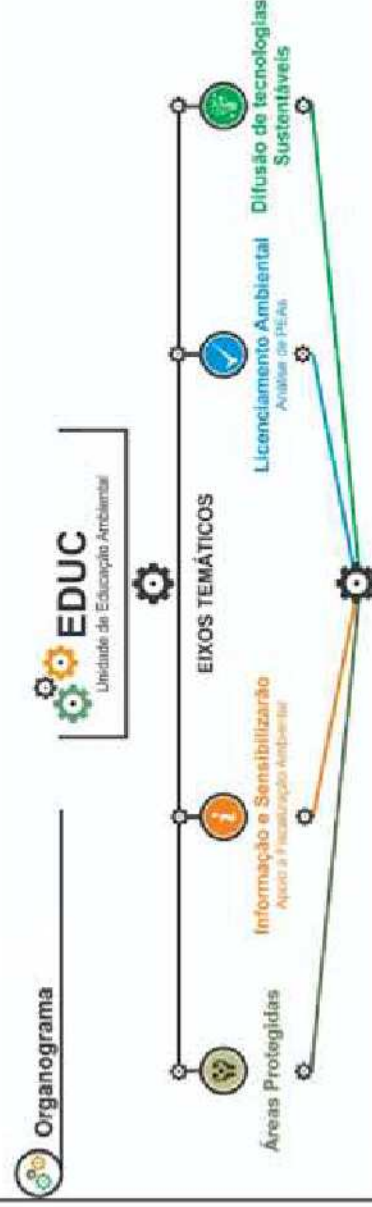 Organograma
EDUC
Unidade de Educação Ambiental
EIXOS TEMÁTICOS
Áreas Protegidas
Informação e Sensibilizarão
Apoio a Fiscalização Ambiental
Licenciamento Ambiental
Análise de PEAs
Difusão de tecnologias
Sustentáveis